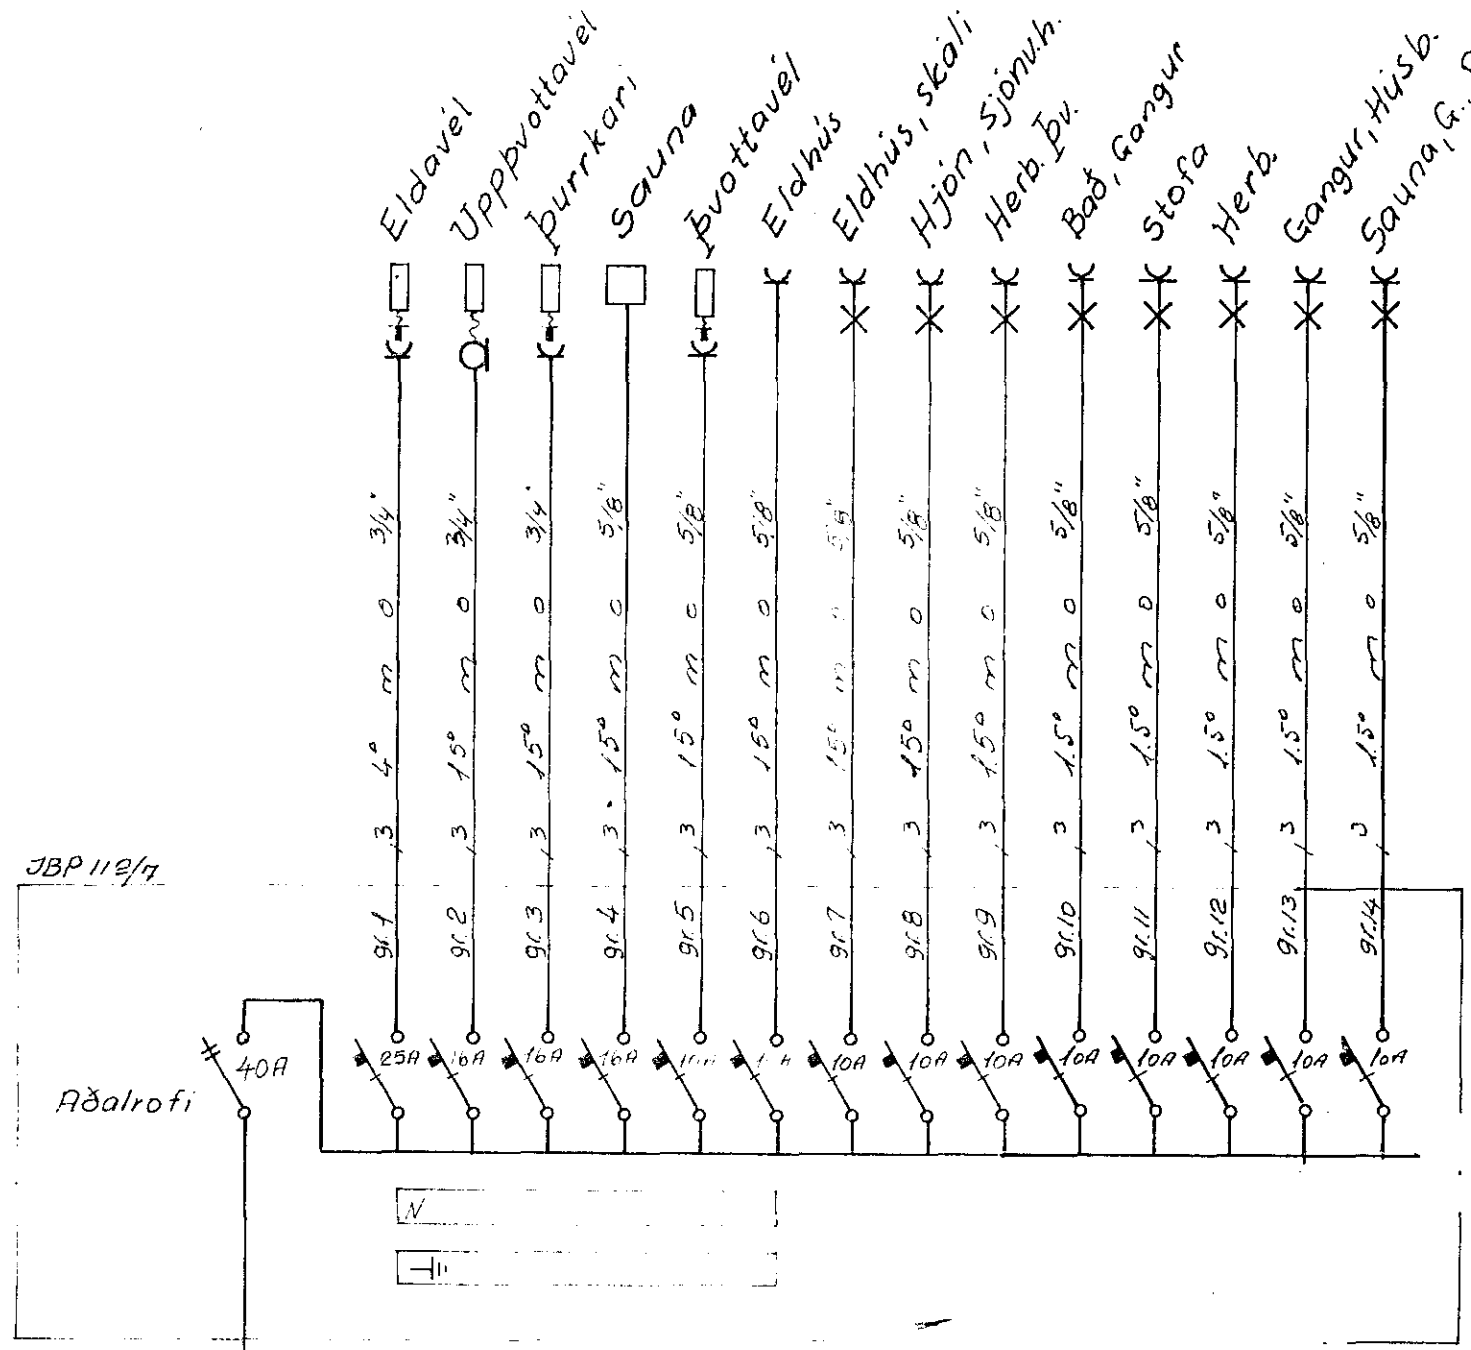 Eldavél
Uppþvottavél
Þurrkari
Sauna
Þvottavél
Eldhús
Eldhús, skáli
Hjón, sjónv.h.
Herb. Þv.
Bað, Gangur
Stofa
Herb.
Gangur, Húsb.
Sauna, G.,
gr.1 ,3 4° m o 3/4"
gr.2 ,3 1.5° m o 3/4"
gr.3 ,3 1.5° m o 3/4"
gr.4 ,3 1.5° m o 5/8"
gr.5 ,3 1.5° m o 5/8"
gr.6 ,3 1.5° m o 5/8"
gr.7 ,3 1.5° m o 5/8"
gr.8 ,3 1.5° m o 5/8"
gr.9 ,3 1.5° m o 5/8"
gr.10 ,3 1.5° m o 5/8"
gr.11 ,3 1.5° m o 5/8"
gr.12 ,3 1.5° m o 5/8"
gr.13 ,3 1.5° m o 5/8"
gr.14 ,3 1.5° m o 5/8"
JBP 112/7
40A 25A 16A 16A 16A 10A 10A 10A 10A 10A 10A 10A 10A
Aðalrofi
N